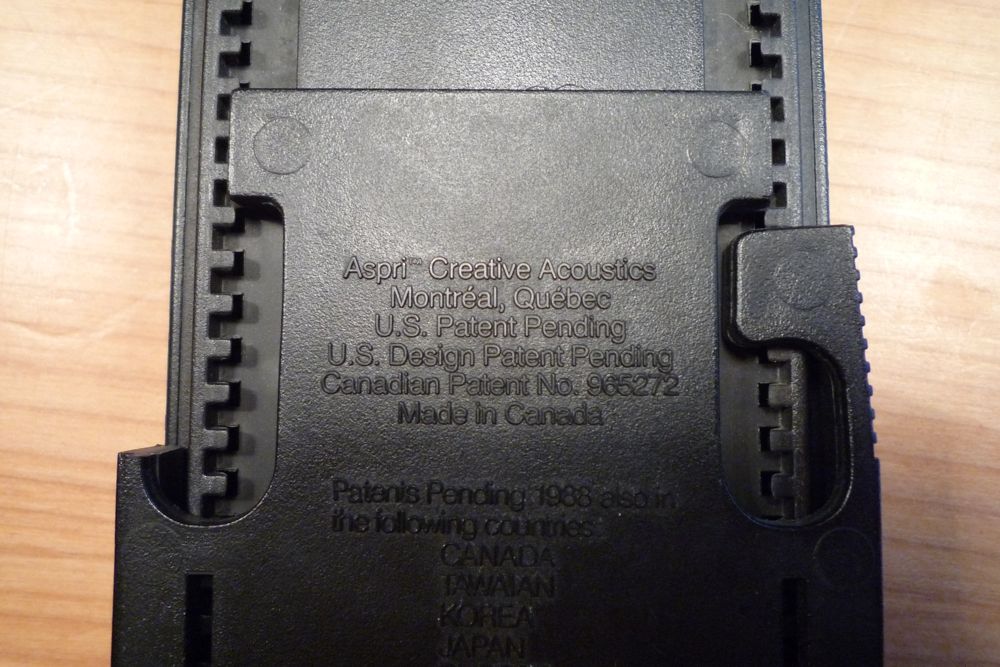 Aspri™ Creative Acoustics
Montréal, Québec
U.S. Patent Pending
U.S. Design Patent Pending
Canadian Patent No. 965272
Made in Canada
Patents Pending 1988 also in
the following countries:
CANADA
TAWAIAN
KOREA
JAPAN